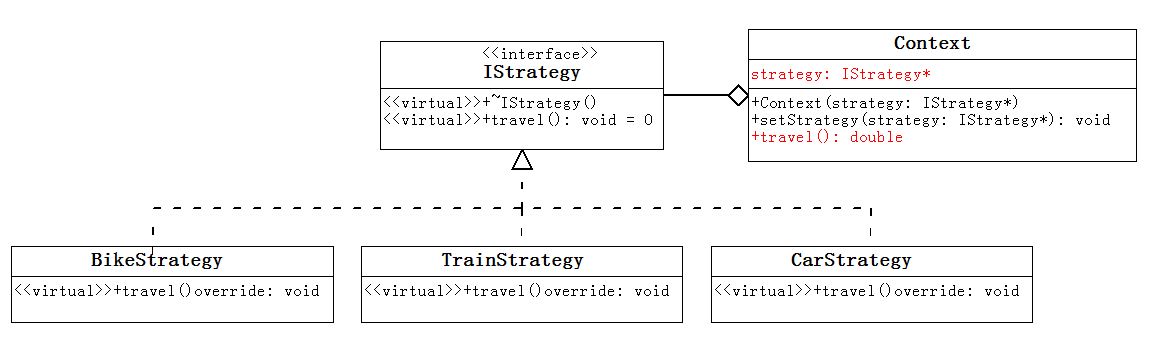 <<interface>>
IStrategy
<<virtual>>+~IStrategy()
<<virtual>>+travel(): void = 0
Context
strategy: IStrategy*
+Context(strategy: IStrategy*)
+setStrategy(strategy: IStrategy*): void
+travel(): double
BikeStrategy
<<virtual>>+travel()override: void
TrainStrategy
<<virtual>>+travel()override: void
CarStrategy
<<virtual>>+travel()override: void